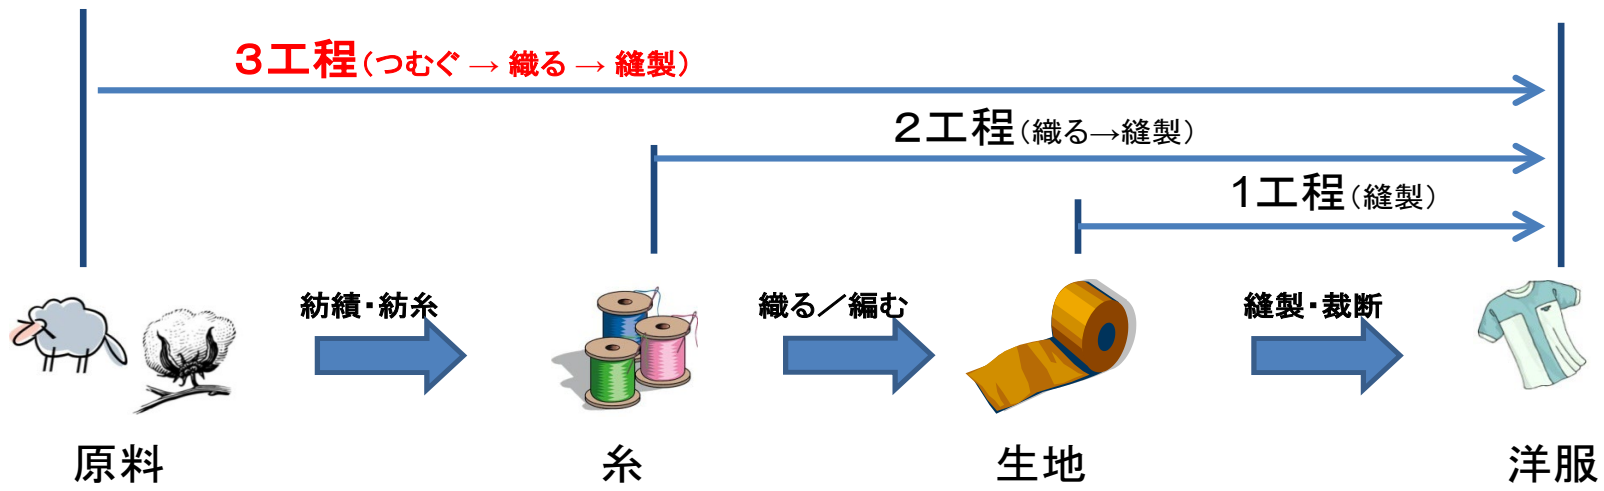 ３工程（つむぐ → 織る → 縫製）
２工程（織る→縫製）
１工程（縫製）
紡績・紡糸
織る／編む
縫製・裁断
原料
糸
生地
洋服